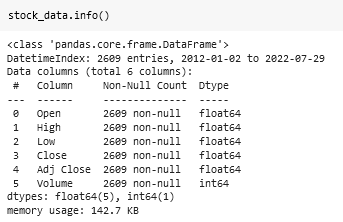 stock_data.info()
<class 'pandas.core.frame.DataFrame'>
DatetimeIndex: 2609 entries, 2012-01-02 to 2022-07-29
Data columns (total 6 columns):
 #   Column     Non-Null Count  Dtype
---  ------     --------------  -----
 0   Open       2609 non-null   float64
 1   High       2609 non-null   float64
 2   Low        2609 non-null   float64
 3   Close      2609 non-null   float64
 4   Adj Close  2609 non-null   float64
 5   Volume     2609 non-null   int64
dtypes: float64(5), int64(1)
memory usage: 142.7 KB